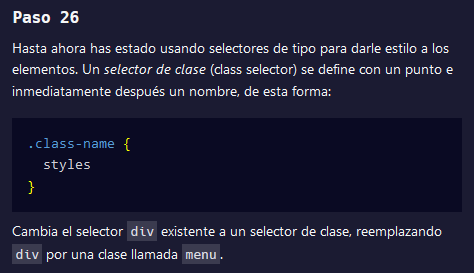 Paso 26
Hasta ahora has estado usando selectores de tipo para darle estilo a los
elementos. Un selector de clase (class selector) se define con un punto e
inmediatamente después un nombre, de esta forma:
.class-name {
  styles
}
Cambia el selector div existente a un selector de clase, reemplazando
div por una clase llamada menu.